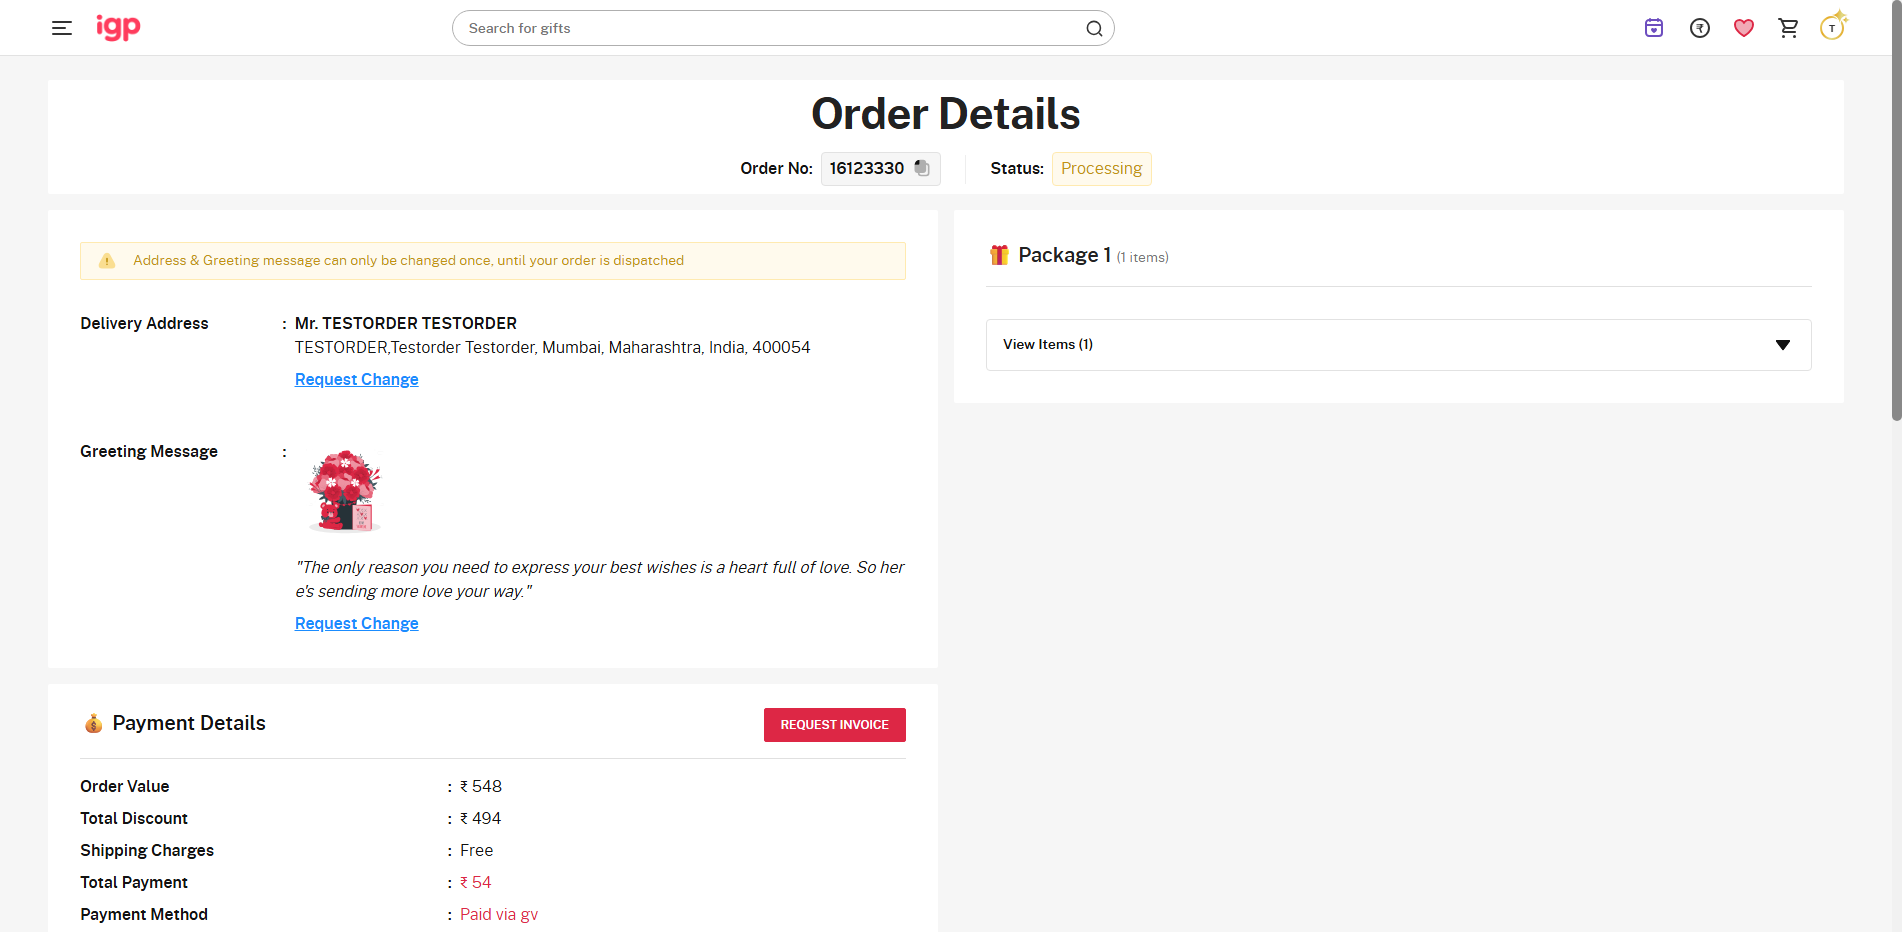 igp
Search for gifts
T
Order Details
Order No: 16123330
Status: Processing
Address & Greeting message can only be changed once, until your order is dispatched
Delivery Address : Mr. TESTORDER TESTORDER
TESTORDER,Testorder Testorder, Mumbai, Maharashtra, India, 400054
Request Change
Greeting Message :
"The only reason you need to express your best wishes is a heart full of love. So her
e's sending more love your way."
Request Change
Package 1 (1 items)
View Items (1)
Payment Details
REQUEST INVOICE
Order Value : ₹ 548
Total Discount : ₹ 494
Shipping Charges : Free
Total Payment : ₹ 54
Payment Method : Paid via gv